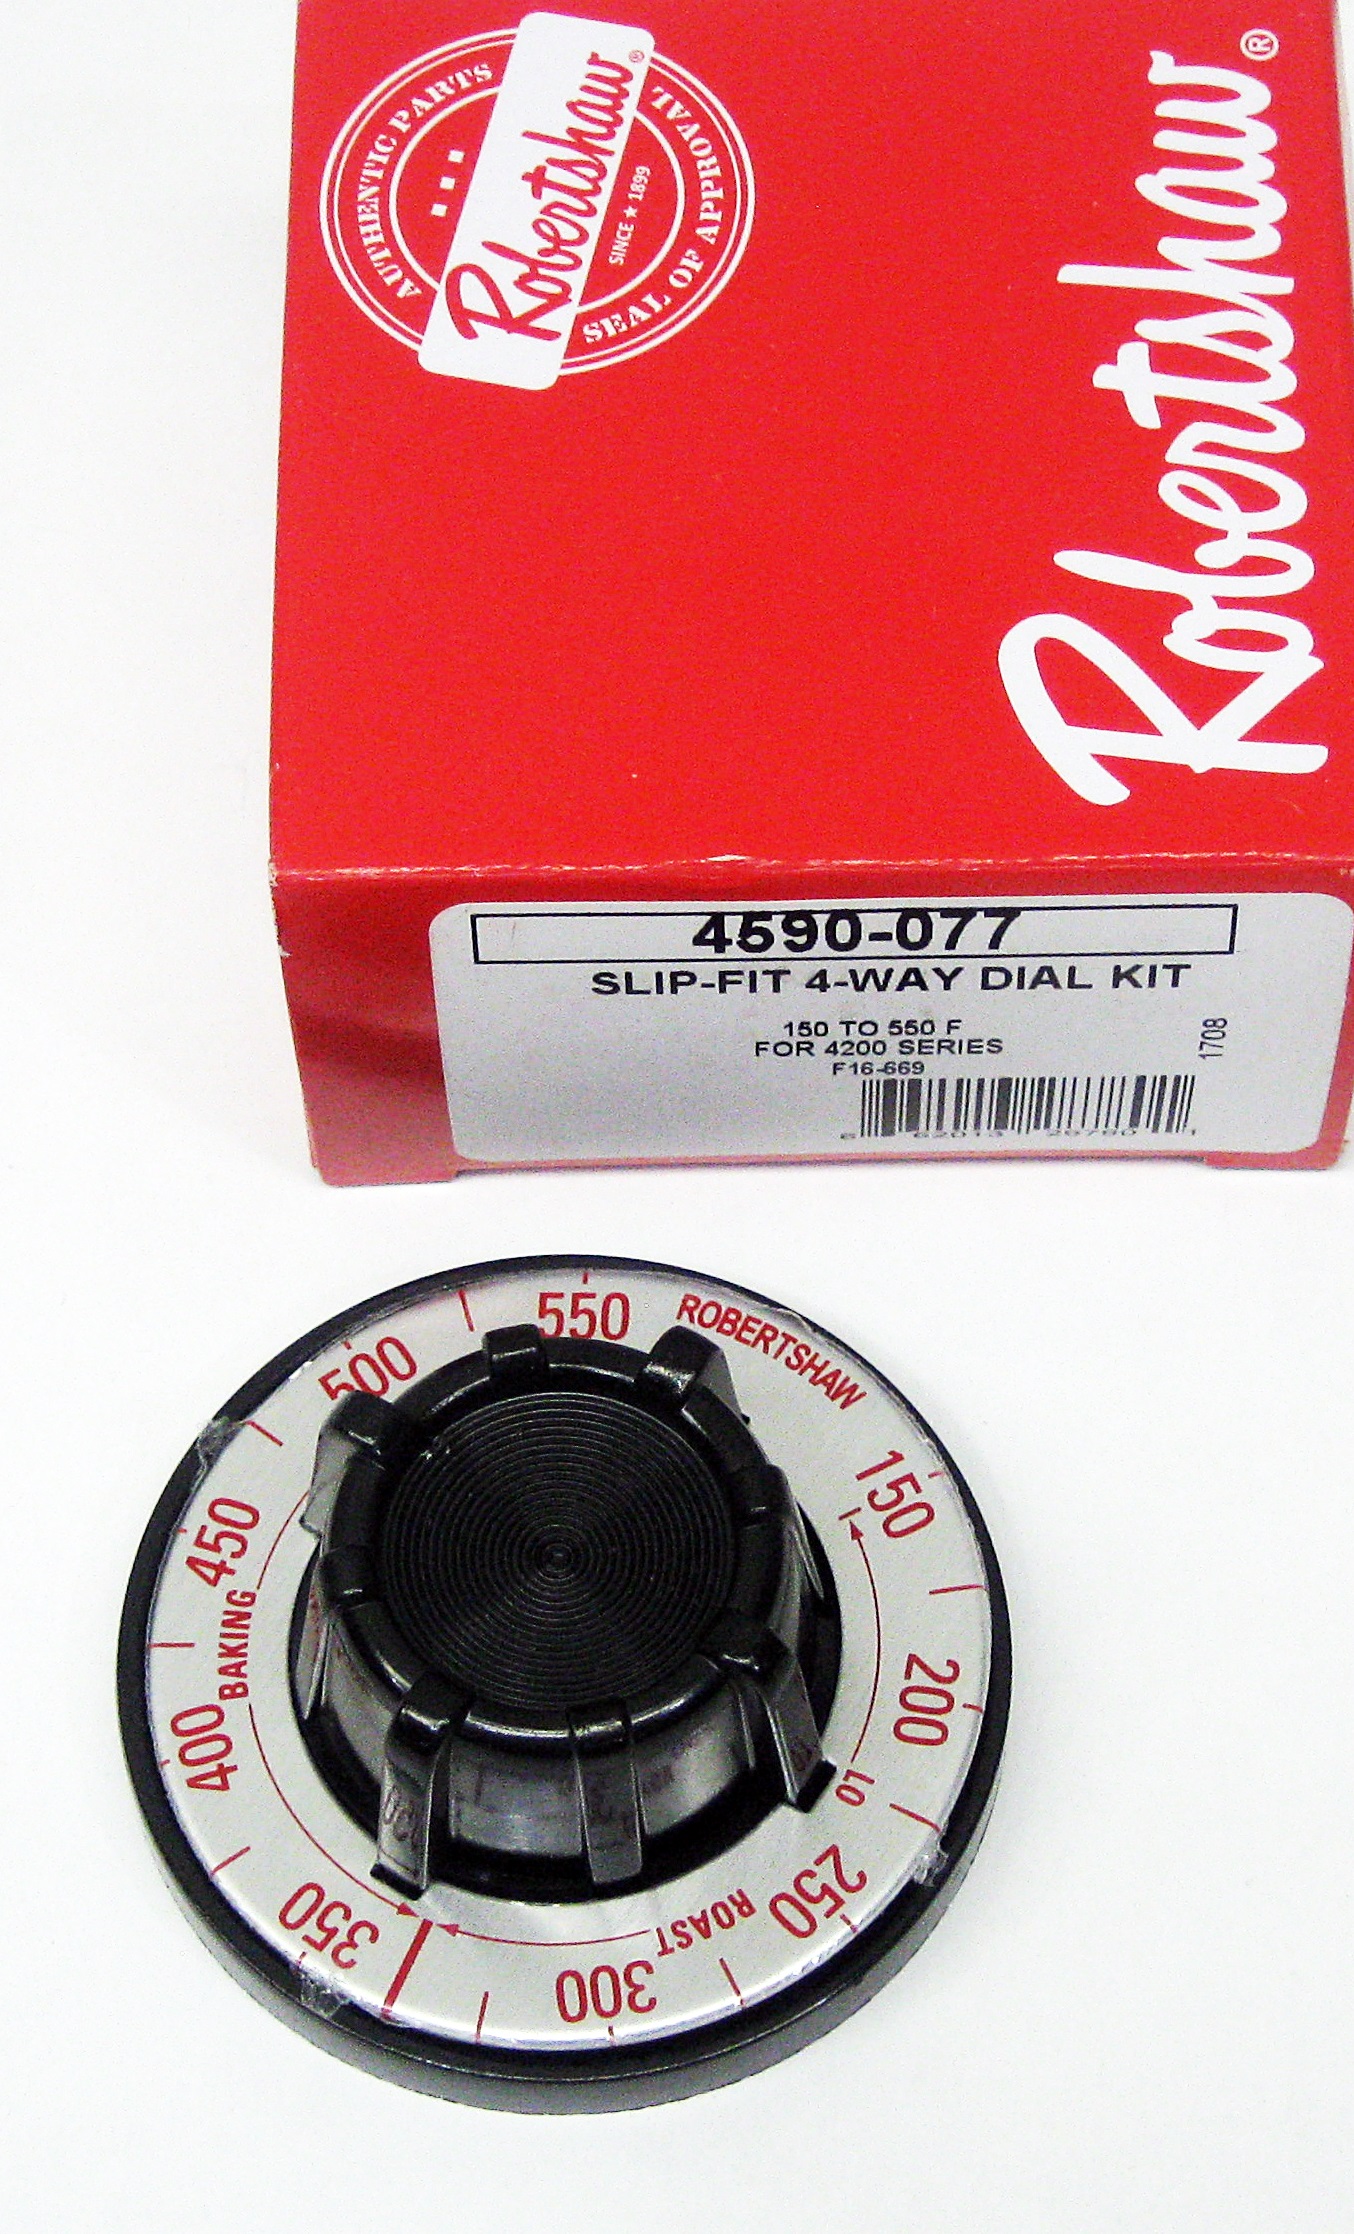 AUTHENTIC PARTS
Robertshaw®
SINCE ★ 1899
SEAL OF APPROVAL
Robertshaw®
4590-077
SLIP-FIT 4-WAY DIAL KIT
150 TO 550 F
FOR 4200 SERIES
F16-669
1708
ROBERTSHAW
150
200
LO
250
ROAST
300
350
400
BAKING
450
500
550